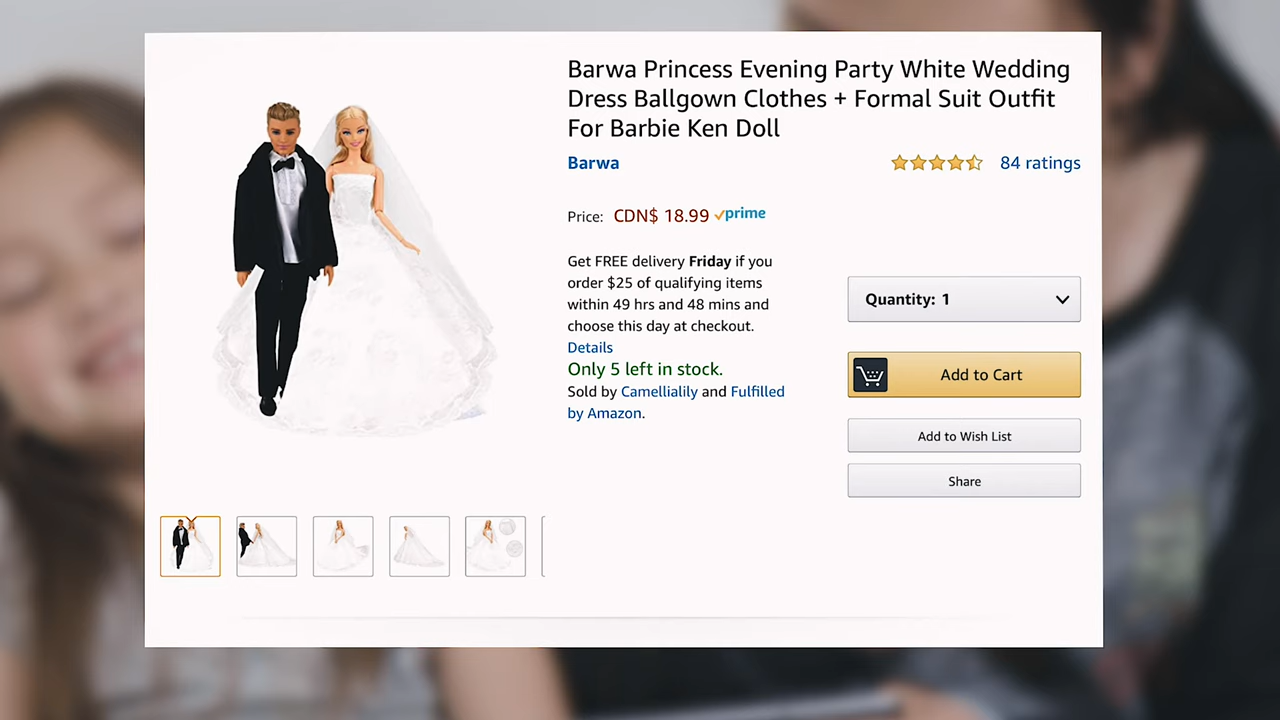 Barwa Princess Evening Party White Wedding
Dress Ballgown Clothes + Formal Suit Outfit
For Barbie Ken Doll
Barwa
84 ratings
Price: CDN$ 18.99 prime
Get FREE delivery Friday if you
order $25 of qualifying items
within 49 hrs and 48 mins and
choose this day at checkout.
Details
Only 5 left in stock.
Sold by Camellialily and Fulfilled
by Amazon.
Quantity: 1
Add to Cart
Add to Wish List
Share